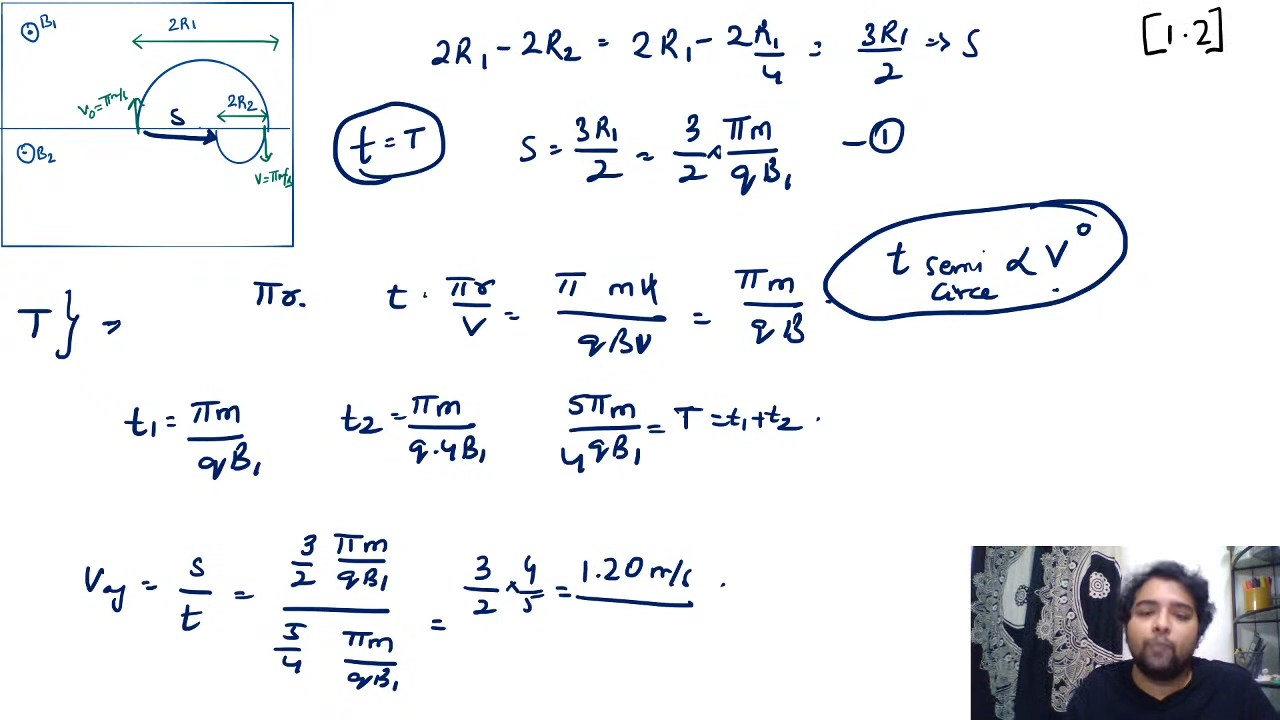 ⊙B₁
2R₁
V₀=πm/s
S
2R₂
⊙B₂
V=πm/s
2R₁ - 2R₂ = 2R₁ - 2R₁/4 = 3R₁/2 ⇒ S
[1.2]
t = T
S = 3R₁/2 = 3/2 × πm/qB₁ — ①
T} =
πr.
t · πr/V = π mV/qBV = πm/qB
t semi circe ∝ V⁰
t₁ = πm/qB₁
t₂ = πm/q.4B₁
5πm/4qB₁ = T = t₁+t₂ .
Vag = S/t = (3/2 πm/qB₁)/(5/4 πm/qB₁) = 3/2 × 4/5 = 1.20 m/s .